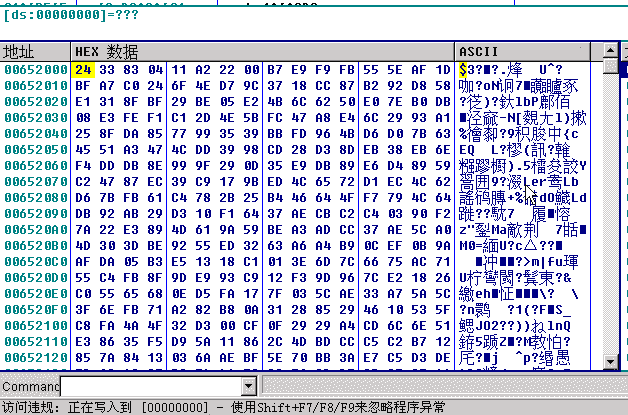 [ds:00000000]=???
地址 HEX 数据 ASCII
00652000 24 33 83 04 11 A2 22 00 B7 E9 F9 FB 55 5E AF 1D $3?■?.烽 U^?
00652010 BF A7 C0 24 6F 4E D7 9C 37 18 CC 87 B2 92 D8 58
00652020 E1 31 8F BF 29 BE 05 E2 4B 6C 62 50 E0 7E B0 DB
00652030 08 E3 FE F1 C1 2D 4E 5B FC 47 A8 E4 6C 29 93 A1
00652040 25 8F DA 85 77 99 35 39 BB FD 96 4B D6 D0 7B 63
00652050 45 51 A3 47 4C DD 39 98 CD 28 D3 8D EB 38 EB 6E
00652060 F4 DD DB 8E 99 9F 29 0D 35 E9 DB 89 E6 D4 89 59
00652070 C2 47 87 EC 39 C9 17 9B ED 4C 65 72 D1 EC 4C 62
00652080 D6 7B FB 61 C4 78 2B 25 B4 46 64 4F F7 79 4C 64
00652090 DB 92 AB 29 D3 10 F1 64 37 AE CB C2 C4 03 90 F2
006520A0 7A 22 E3 89 4D 61 9A 59 BE A3 AD CC 37 AE 5C A0
006520B0 4D 30 3D BE 92 55 ED 32 63 A6 A4 B9 0C EF 0B 9A
006520C0 AF DA 05 B3 E5 13 18 C1 01 3E 6D 7C 66 75 AC 71
006520D0 55 C4 FB 8F 9D E9 93 C9 12 F3 9D 96 7C E2 18 26
006520E0 C0 55 65 68 0E D5 FA 17 7F 03 5C AE 33 A7 5A 5C
006520F0 3F 6E FB 71 A2 82 B8 0A 31 28 85 29 46 10 53 5F
00652100 C8 FA 4A 4F 32 D3 00 CF 0F 29 29 A4 CD 6C 6E 51
00652110 E3 86 35 F5 D9 5A 11 86 2C 4D BD CC C5 C2 B7 12
00652120 85 7A 84 13 03 6A AE BF 5E 70 BB 3A E7 C5 D3 DE
Command
访问违规: 正在写入到 [00000000] - 使用Shift+F7/F8/F9来忽略程序异常